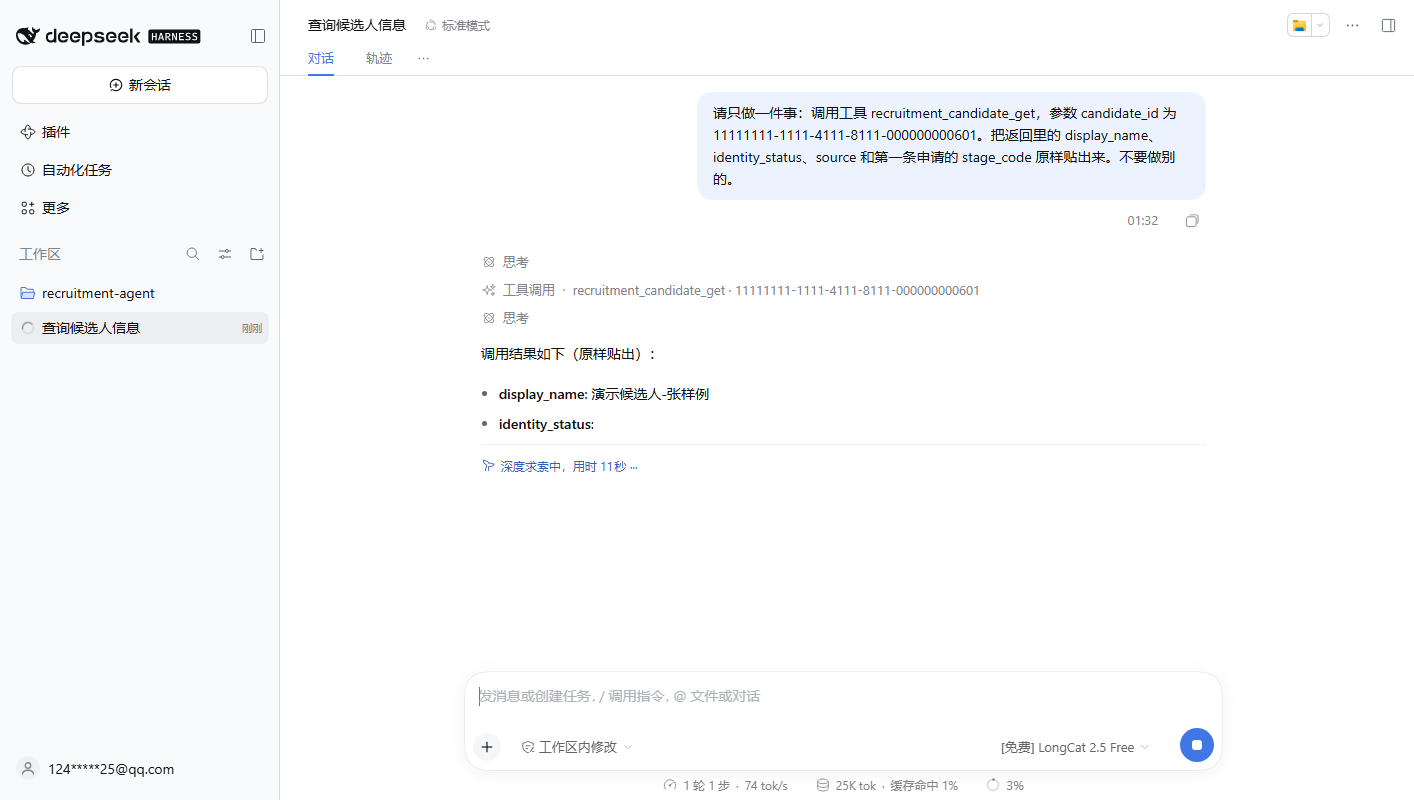 deepseek HARNESS
新会话
插件
自动化任务
更多
工作区
recruitment-agent
查询候选人信息 刚刚
124*****25@qq.com
查询候选人信息 标准模式
对话 轨迹 ···
请只做一件事：调用工具 recruitment_candidate_get，参数 candidate_id 为
11111111-1111-4111-8111-000000000601。把返回里的 display_name、
identity_status、source 和第一条申请的 stage_code 原样贴出来。不要做别
的。
01:32
思考
工具调用 · recruitment_candidate_get · 11111111-1111-4111-8111-000000000601
思考
调用结果如下（原样贴出）：
• display_name: 演示候选人-张样例
• identity_status:
深度求索中，用时 11秒 ···
发消息或创建任务, / 调用指令, @ 文件或对话
工作区内修改
[免费] LongCat 2.5 Free
1 轮 1 步 · 74 tok/s 25K tok · 缓存命中 1% 3%